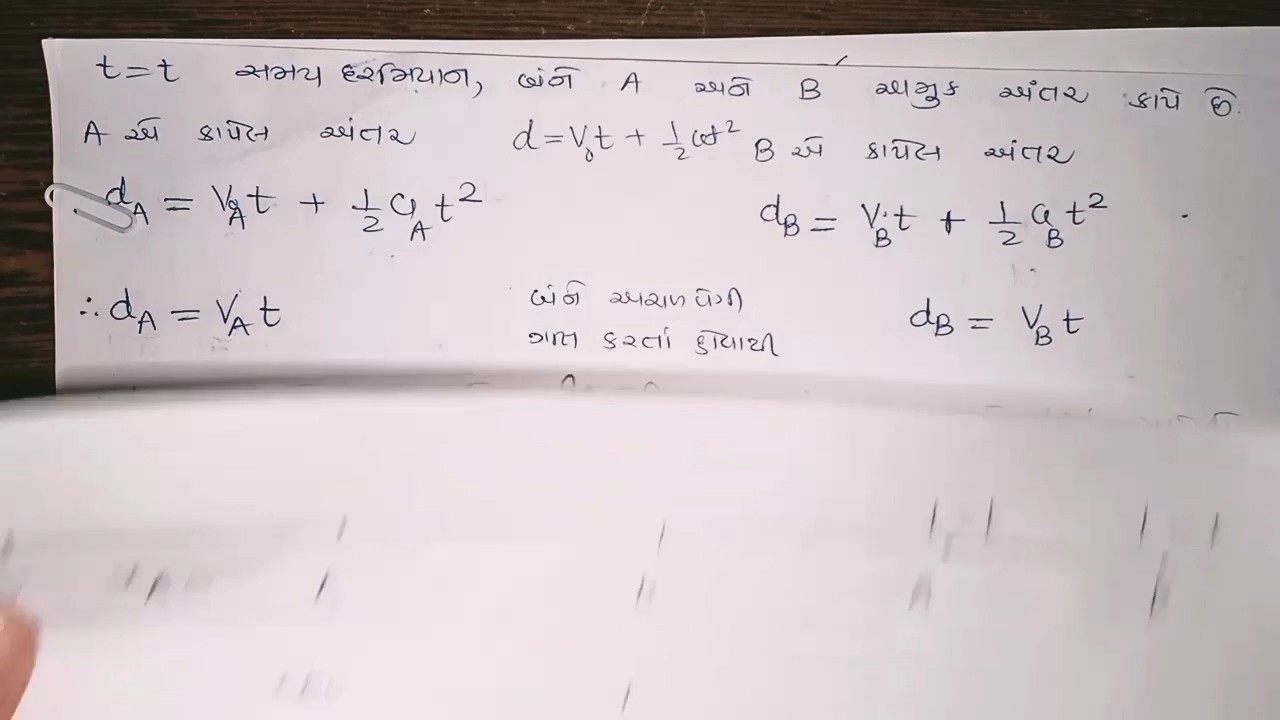 t=t સમય દરમિયાન, બંને A અને B અમુક અંતર કાપે છે.
A એ કાપેલ અંતર d = V₀t + ½at² B એ કાપેલ અંતર
d_A = V_A t + ½ a_A t² d_B = V_B t + ½ a_B t²
∴ d_A = V_A t બંને અચળ વેગી d_B = V_B t
ગતિ કરતાં હોવાથી